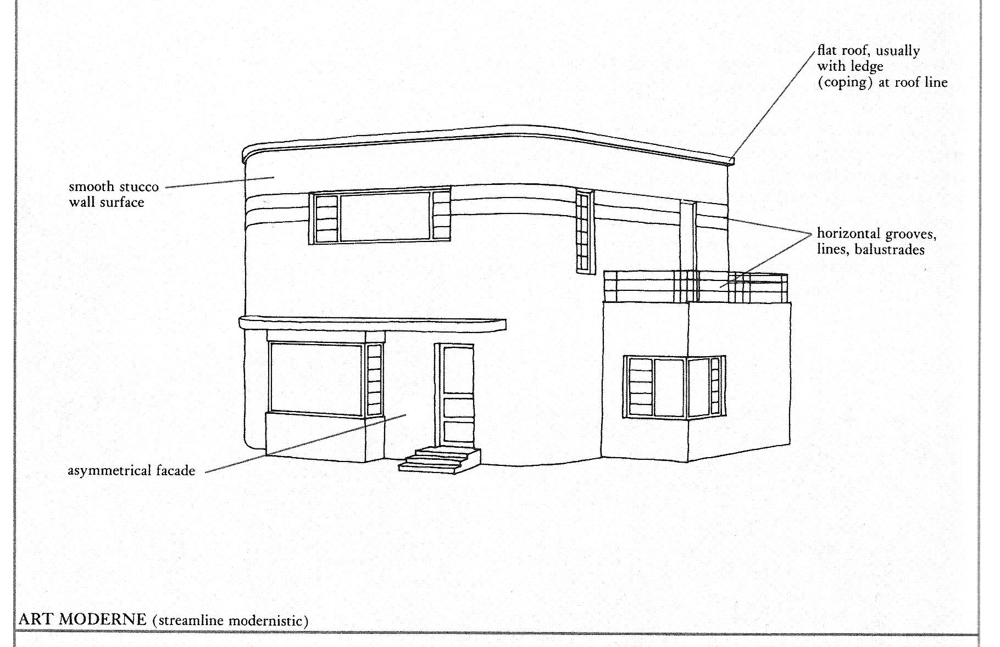 flat roof, usually
with ledge
(coping) at roof line
smooth stucco
wall surface
horizontal grooves,
lines, balustrades
asymmetrical facade
ART MODERNE (streamline modernistic)